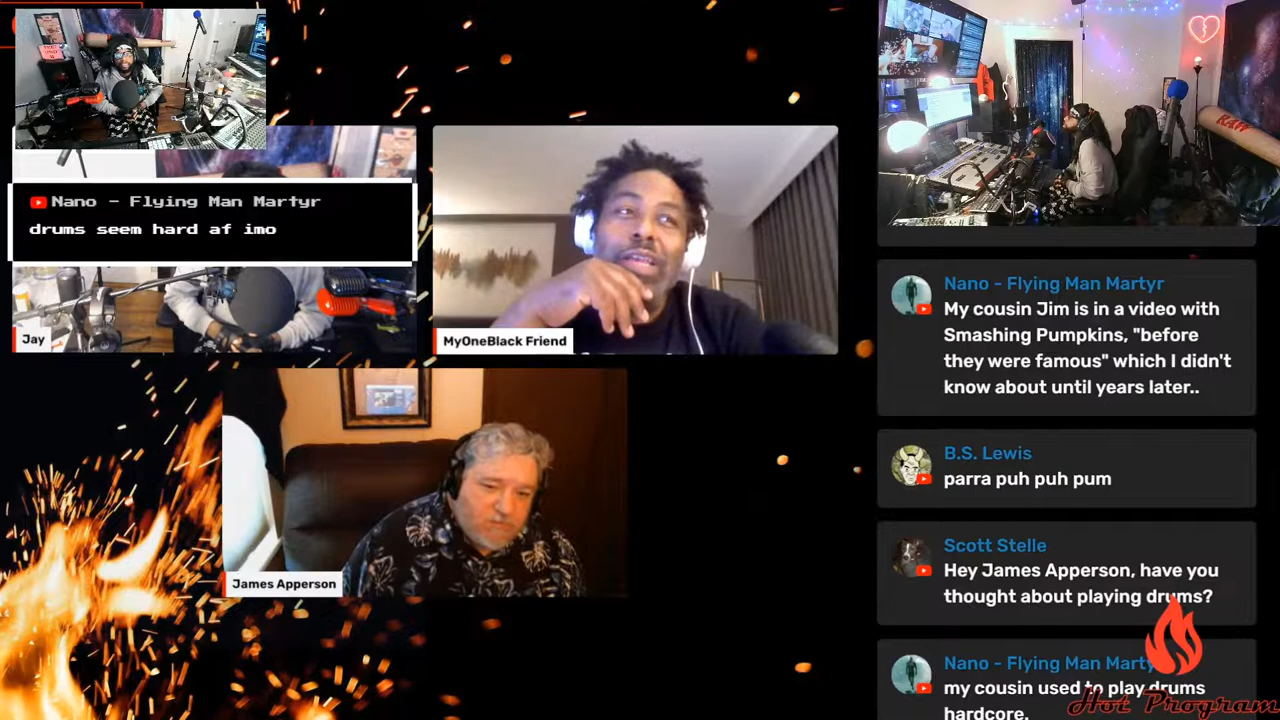 Nano - Flying Man Martyr
drums seem hard af imo
Jay
MyOneBlack Friend
James Apperson
RAW
Nano - Flying Man Martyr
My cousin Jim is in a video with
Smashing Pumpkins, "before
they were famous" which I didn't
know about until years later..
B.S. Lewis
parra puh puh pum
Scott Stelle
Hey James Apperson, have you
thought about playing drums?
Nano - Flying Man Marty
my cousin used to play drums
hardcore.
Hot Program